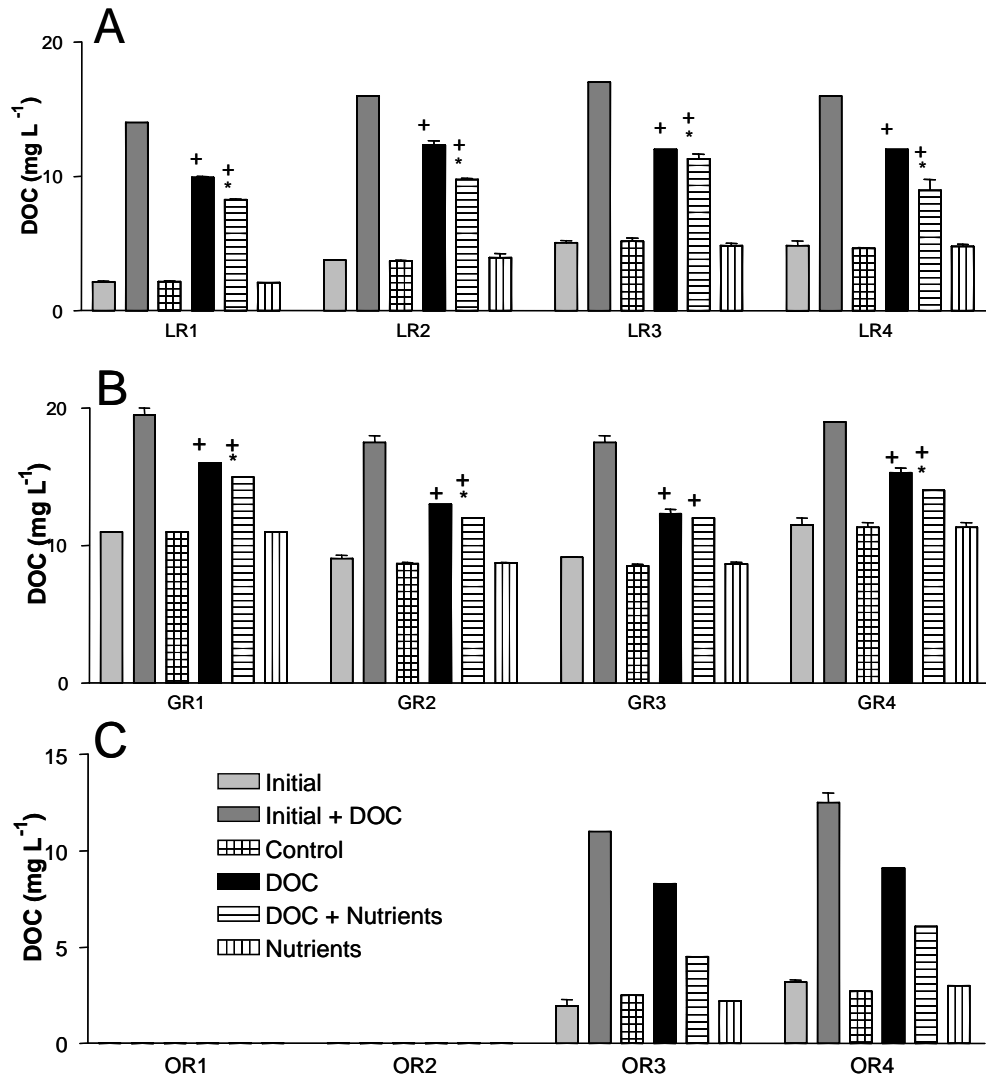 A
20
10
0
DOC (mg L⁻¹)
+ + * + + * + + * + + *
LR1 LR2 LR3 LR4
B
20
10
0
DOC (mg L⁻¹)
+ + * + + * + + + + *
GR1 GR2 GR3 GR4
C
15
10
5
0
DOC (mg L⁻¹)
Initial
Initial + DOC
Control
DOC
DOC + Nutrients
Nutrients
OR1 OR2 OR3 OR4